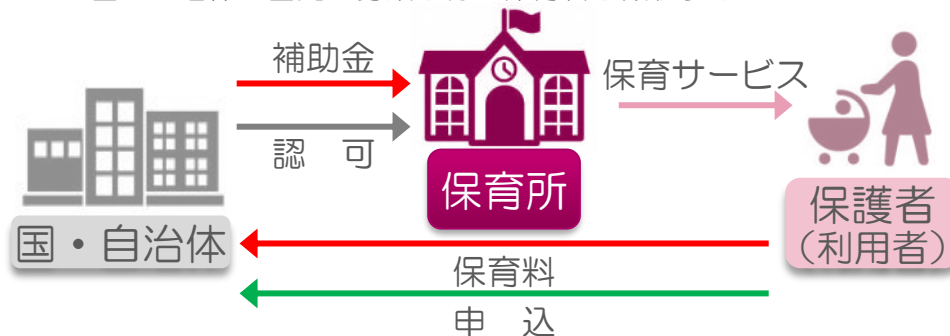 補助金
認 可
保育サービス
保育所
国・自治体
保護者
(利用者)
保育料
申 込